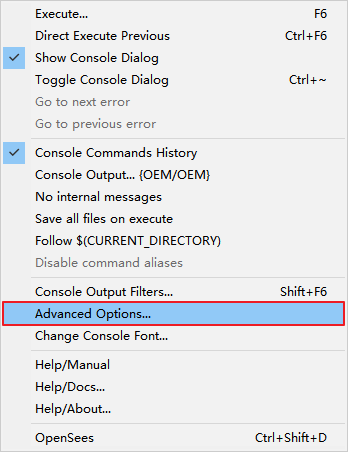 Execute... F6
Direct Execute Previous Ctrl+F6
Show Console Dialog
Toggle Console Dialog Ctrl+~
Go to next error
Go to previous error
Console Commands History
Console Output... {OEM/OEM}
No internal messages
Save all files on execute
Follow $(CURRENT_DIRECTORY)
Disable command aliases
Console Output Filters... Shift+F6
Advanced Options...
Change Console Font...
Help/Manual
Help/Docs...
Help/About...
OpenSees Ctrl+Shift+D